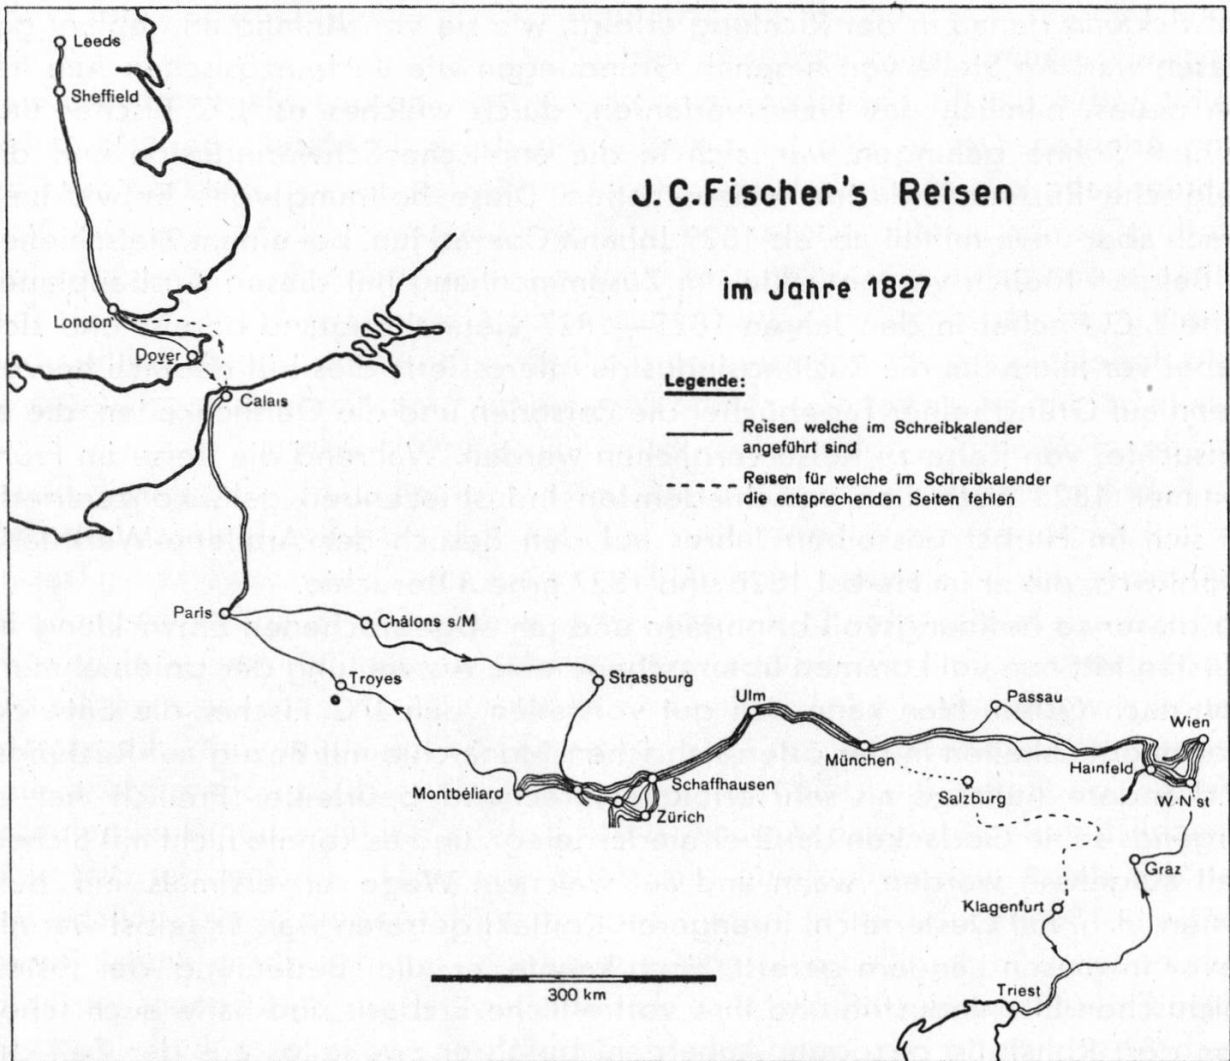 Leeds
Sheffield
J.C.Fischer's Reisen
im Jahre 1827
London
Dover
Calais
Legende:
Reisen welche im Schreibkalender
angeführt sind
Reisen für welche im Schreibkalender
die entsprechenden Seiten fehlen
Paris
Châlons s/M
Troyes
Strassburg
Ulm
Passau
Wien
München
Hainfeld
Montbéliard
Schaffhausen
Salzburg
W-N'st
Zürich
Graz
Klagenfurt
300 km
Triest